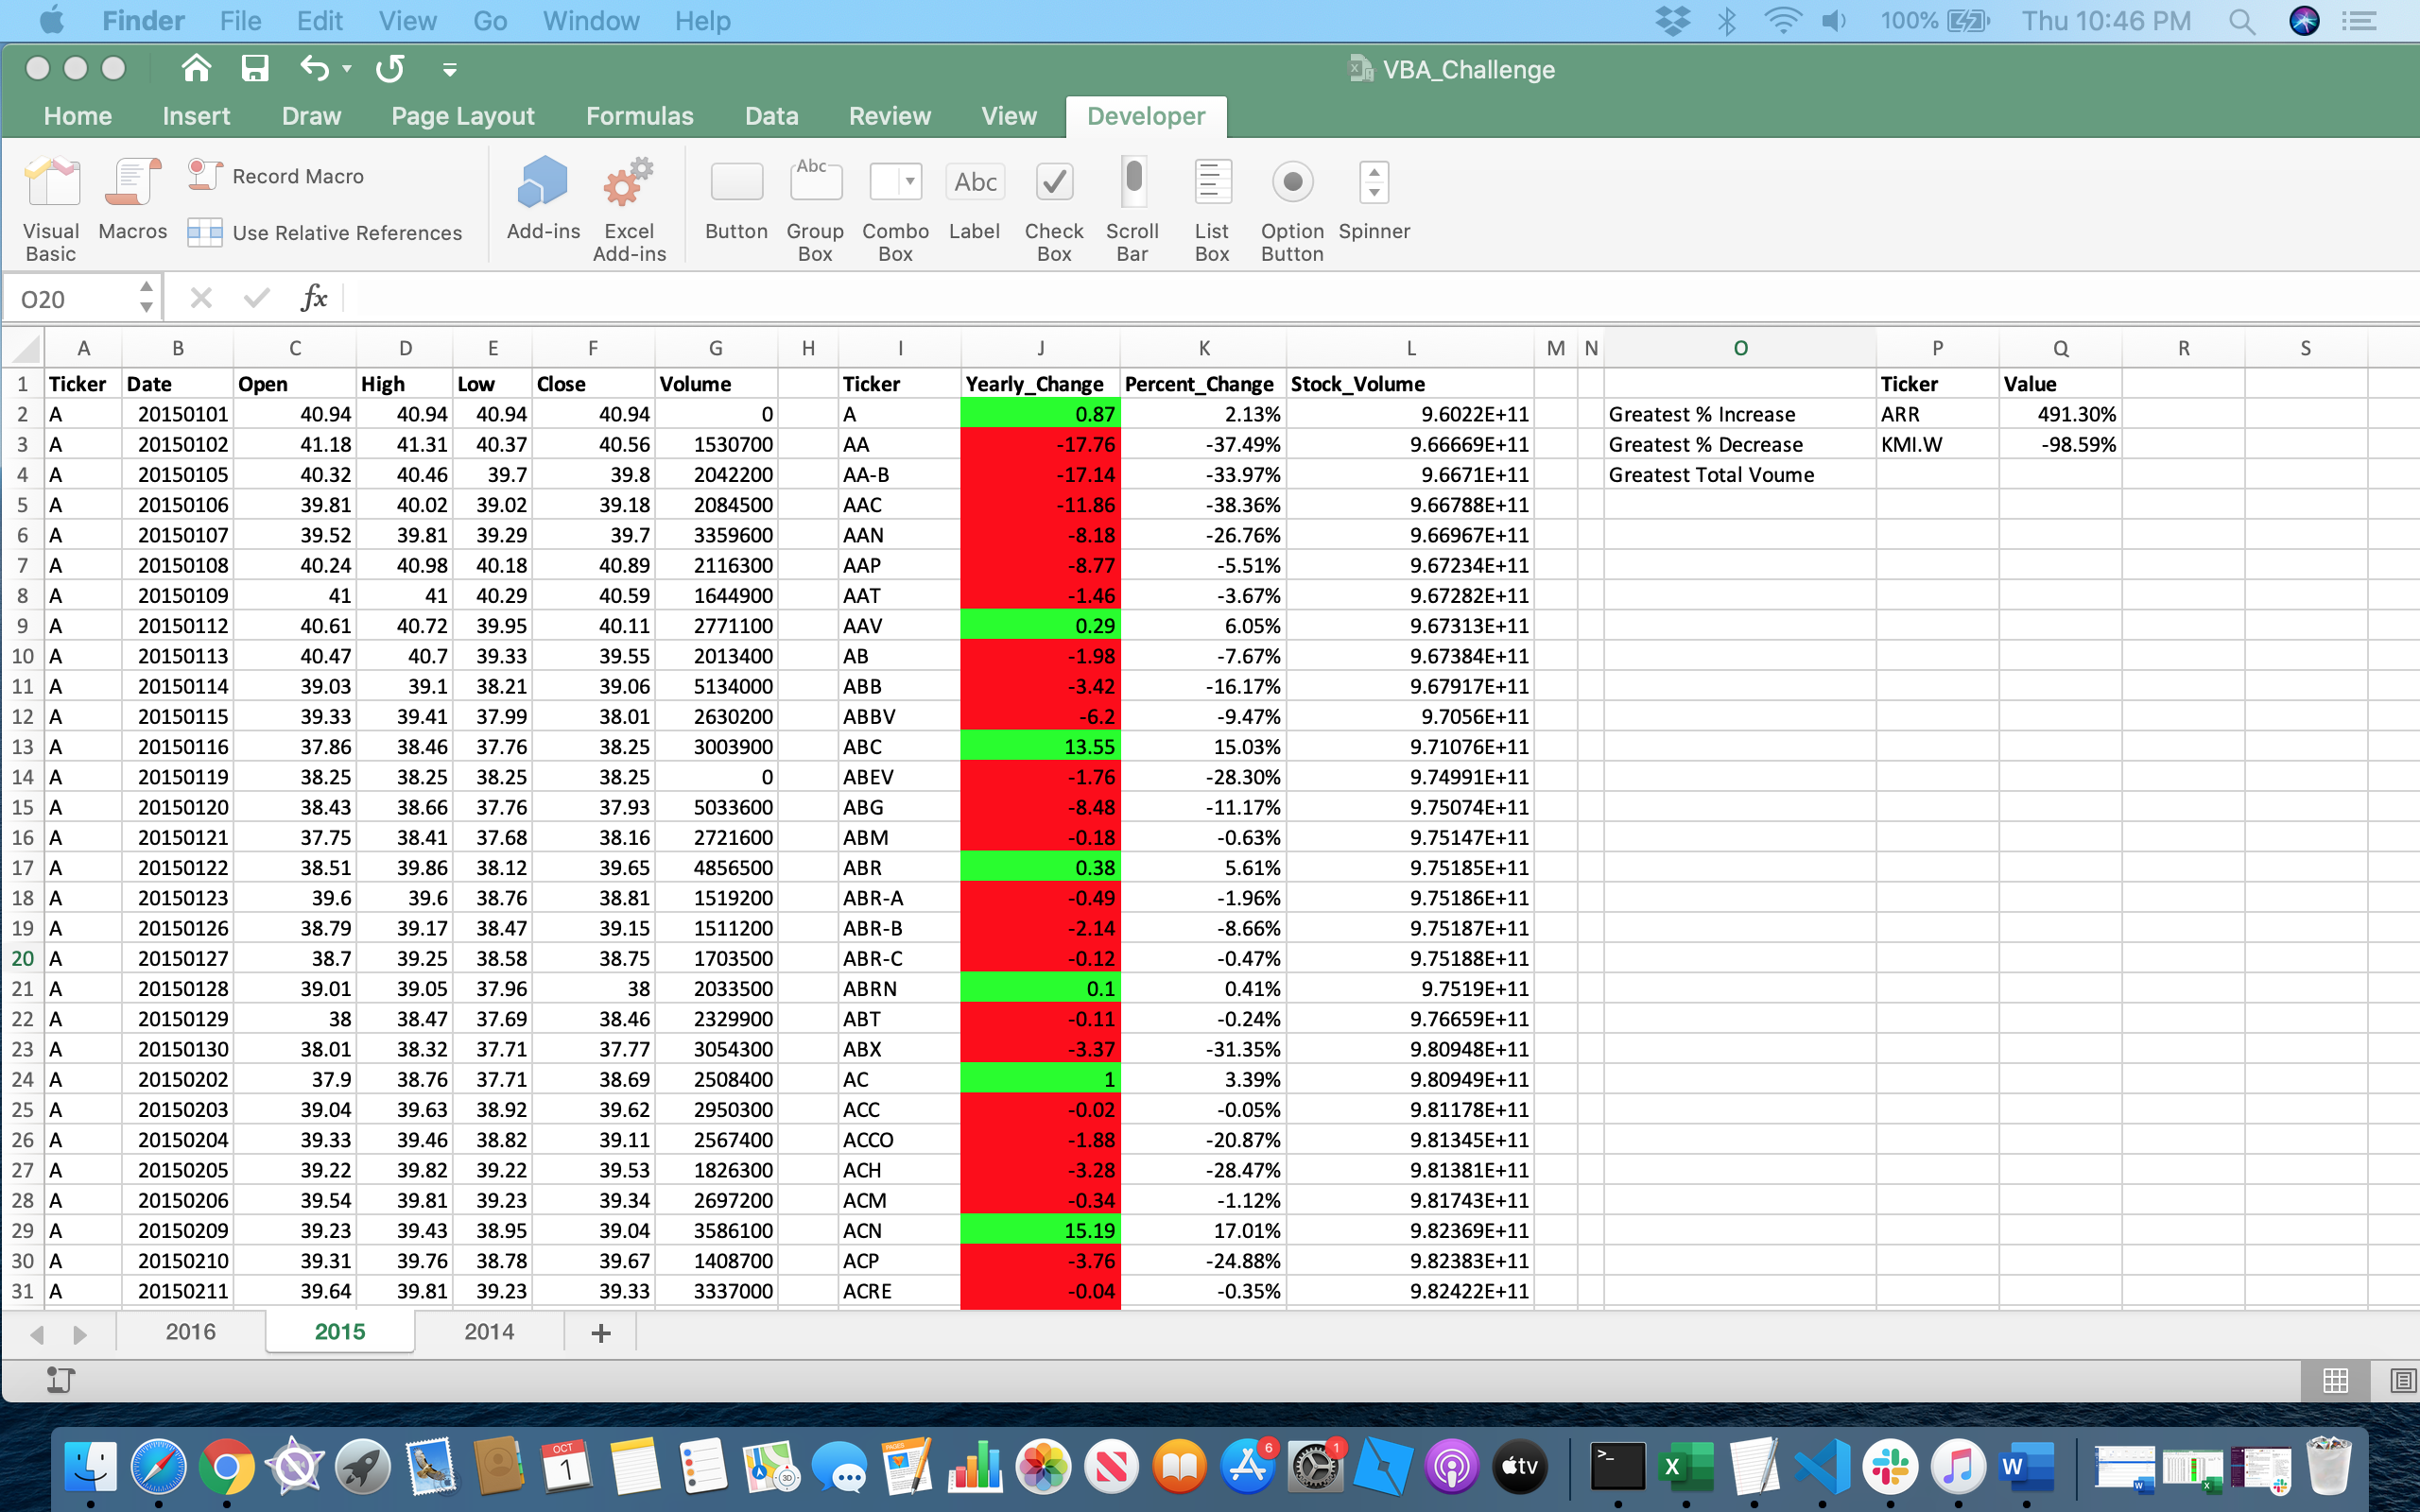 Finder File Edit View Go Window Help 100% Thu 10:46 PM
VBA_Challenge
Home Insert Draw Page Layout Formulas Data Review View Developer
Visual Basic Macros Record Macro Use Relative References Add-ins Excel Add-ins Button Abc Group Box Combo Box Abc Label Check Box Scroll Bar List Box Option Button Spinner
O20 fx
A B C D E F G H I J K L M N O P Q R S
1 Ticker Date Open High Low Close Volume Ticker Yearly_Change Percent_Change Stock_Volume Ticker Value
2 A 20150101 40.94 40.94 40.94 40.94 0 A 0.87 2.13% 9.6022E+11 Greatest % Increase ARR 491.30%
3 A 20150102 41.18 41.31 40.37 40.56 1530700 AA -17.76 -37.49% 9.66669E+11 Greatest % Decrease KMI.W -98.59%
4 A 20150105 40.32 40.46 39.7 39.8 2042200 AA-B -17.14 -33.97% 9.6671E+11 Greatest Total Voume
5 A 20150106 39.81 40.02 39.02 39.18 2084500 AAC -11.86 -38.36% 9.66788E+11
6 A 20150107 39.52 39.81 39.29 39.7 3359600 AAN -8.18 -26.76% 9.66967E+11
7 A 20150108 40.24 40.98 40.18 40.89 2116300 AAP -8.77 -5.51% 9.67234E+11
8 A 20150109 41 41 40.29 40.59 1644900 AAT -1.46 -3.67% 9.67282E+11
9 A 20150112 40.61 40.72 39.95 40.11 2771100 AAV 0.29 6.05% 9.67313E+11
10 A 20150113 40.47 40.7 39.33 39.55 2013400 AB -1.98 -7.67% 9.67384E+11
11 A 20150114 39.03 39.1 38.21 39.06 5134000 ABB -3.42 -16.17% 9.67917E+11
12 A 20150115 39.33 39.41 37.99 38.01 2630200 ABBV -6.2 -9.47% 9.7056E+11
13 A 20150116 37.86 38.46 37.76 38.25 3003900 ABC 13.55 15.03% 9.71076E+11
14 A 20150119 38.25 38.25 38.25 38.25 0 ABEV -1.76 -28.30% 9.74991E+11
15 A 20150120 38.43 38.66 37.76 37.93 5033600 ABG -8.48 -11.17% 9.75074E+11
16 A 20150121 37.75 38.41 37.68 38.16 2721600 ABM -0.18 -0.63% 9.75147E+11
17 A 20150122 38.51 39.86 38.12 39.65 4856500 ABR 0.38 5.61% 9.75185E+11
18 A 20150123 39.6 39.6 38.76 38.81 1519200 ABR-A -0.49 -1.96% 9.75186E+11
19 A 20150126 38.79 39.17 38.47 39.15 1511200 ABR-B -2.14 -8.66% 9.75187E+11
20 A 20150127 38.7 39.25 38.58 38.75 1703500 ABR-C -0.12 -0.47% 9.75188E+11
21 A 20150128 39.01 39.05 37.96 38 2033500 ABRN 0.1 0.41% 9.7519E+11
22 A 20150129 38 38.47 37.69 38.46 2329900 ABT -0.11 -0.24% 9.76659E+11
23 A 20150130 38.01 38.32 37.71 37.77 3054300 ABX -3.37 -31.35% 9.80948E+11
24 A 20150202 37.9 38.76 37.71 38.69 2508400 AC 1 3.39% 9.80949E+11
25 A 20150203 39.04 39.63 38.92 39.62 2950300 ACC -0.02 -0.05% 9.81178E+11
26 A 20150204 39.33 39.46 38.82 39.11 2567400 ACCO -1.88 -20.87% 9.81345E+11
27 A 20150205 39.22 39.82 39.22 39.53 1826300 ACH -3.28 -28.47% 9.81381E+11
28 A 20150206 39.54 39.81 39.23 39.34 2697200 ACM -0.34 -1.12% 9.81743E+11
29 A 20150209 39.23 39.43 38.95 39.04 3586100 ACN 15.19 17.01% 9.82369E+11
30 A 20150210 39.31 39.76 38.78 39.67 1408700 ACP -3.76 -24.88% 9.82383E+11
31 A 20150211 39.64 39.81 39.23 39.33 3337000 ACRE -0.04 -0.35% 9.82422E+11
2016 2015 2014 +
OCT 1 PAGES 3D 6 1 tv X W